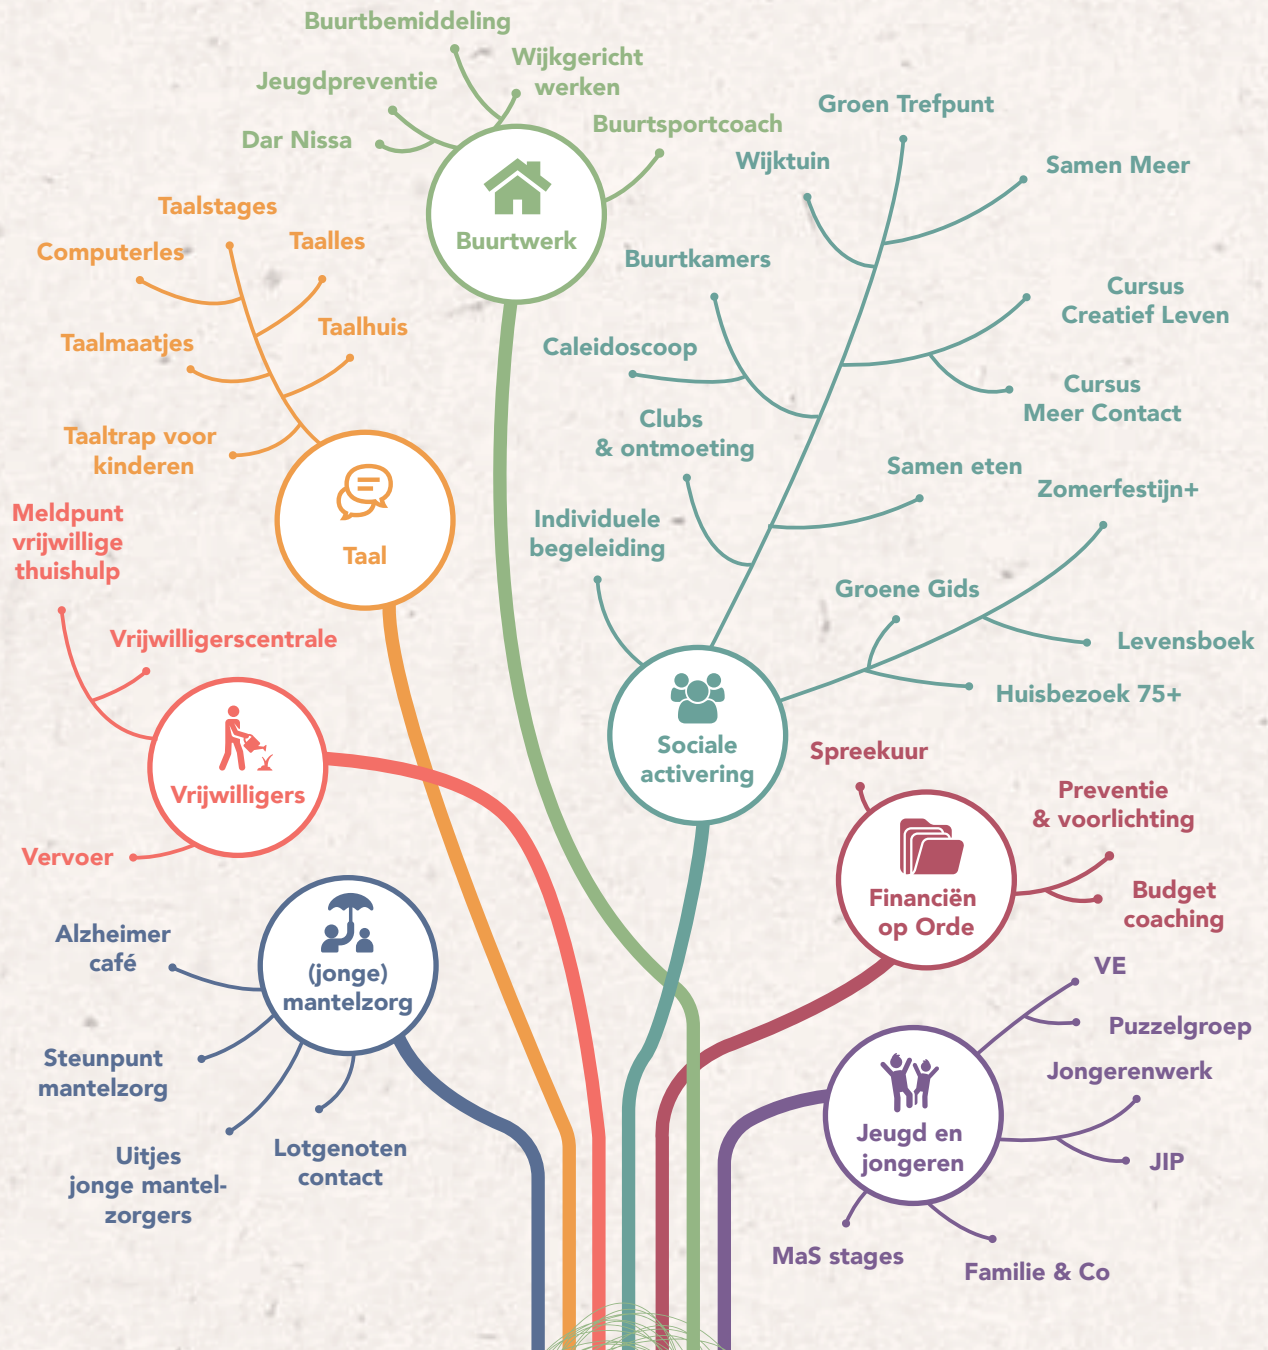 Buurtbemiddeling
Wijkgericht
werken
Jeugdpreventie
Dar Nissa
Buurtsportcoach
Buurtwerk
Groen Trefpunt
Wijktuin
Samen Meer
Buurtkamers
Cursus
Creatief Leven
Caleidoscoop
Cursus
Meer Contact
Clubs
& ontmoeting
Samen eten
Zomerfestijn+
Individuele
begeleiding
Groene Gids
Levensboek
Huisbezoek 75+
Sociale
activering
Taalstages
Taalles
Computerles
Taalhuis
Taalmaatjes
Taaltrap voor
kinderen
Taal
Meldpunt
vrijwillige
thuishulp
Vrijwilligerscentrale
Vrijwilligers
Vervoer
Spreekuur
Preventie
& voorlichting
Financiën
op Orde
Budget
coaching
Alzheimer
café
(jonge)
mantelzorg
Steunpunt
mantelzorg
Uitjes
jonge mantel-
zorgers
Lotgenoten
contact
VE
Puzzelgroep
Jongerenwerk
Jeugd en
jongeren
JIP
MaS stages
Familie & Co